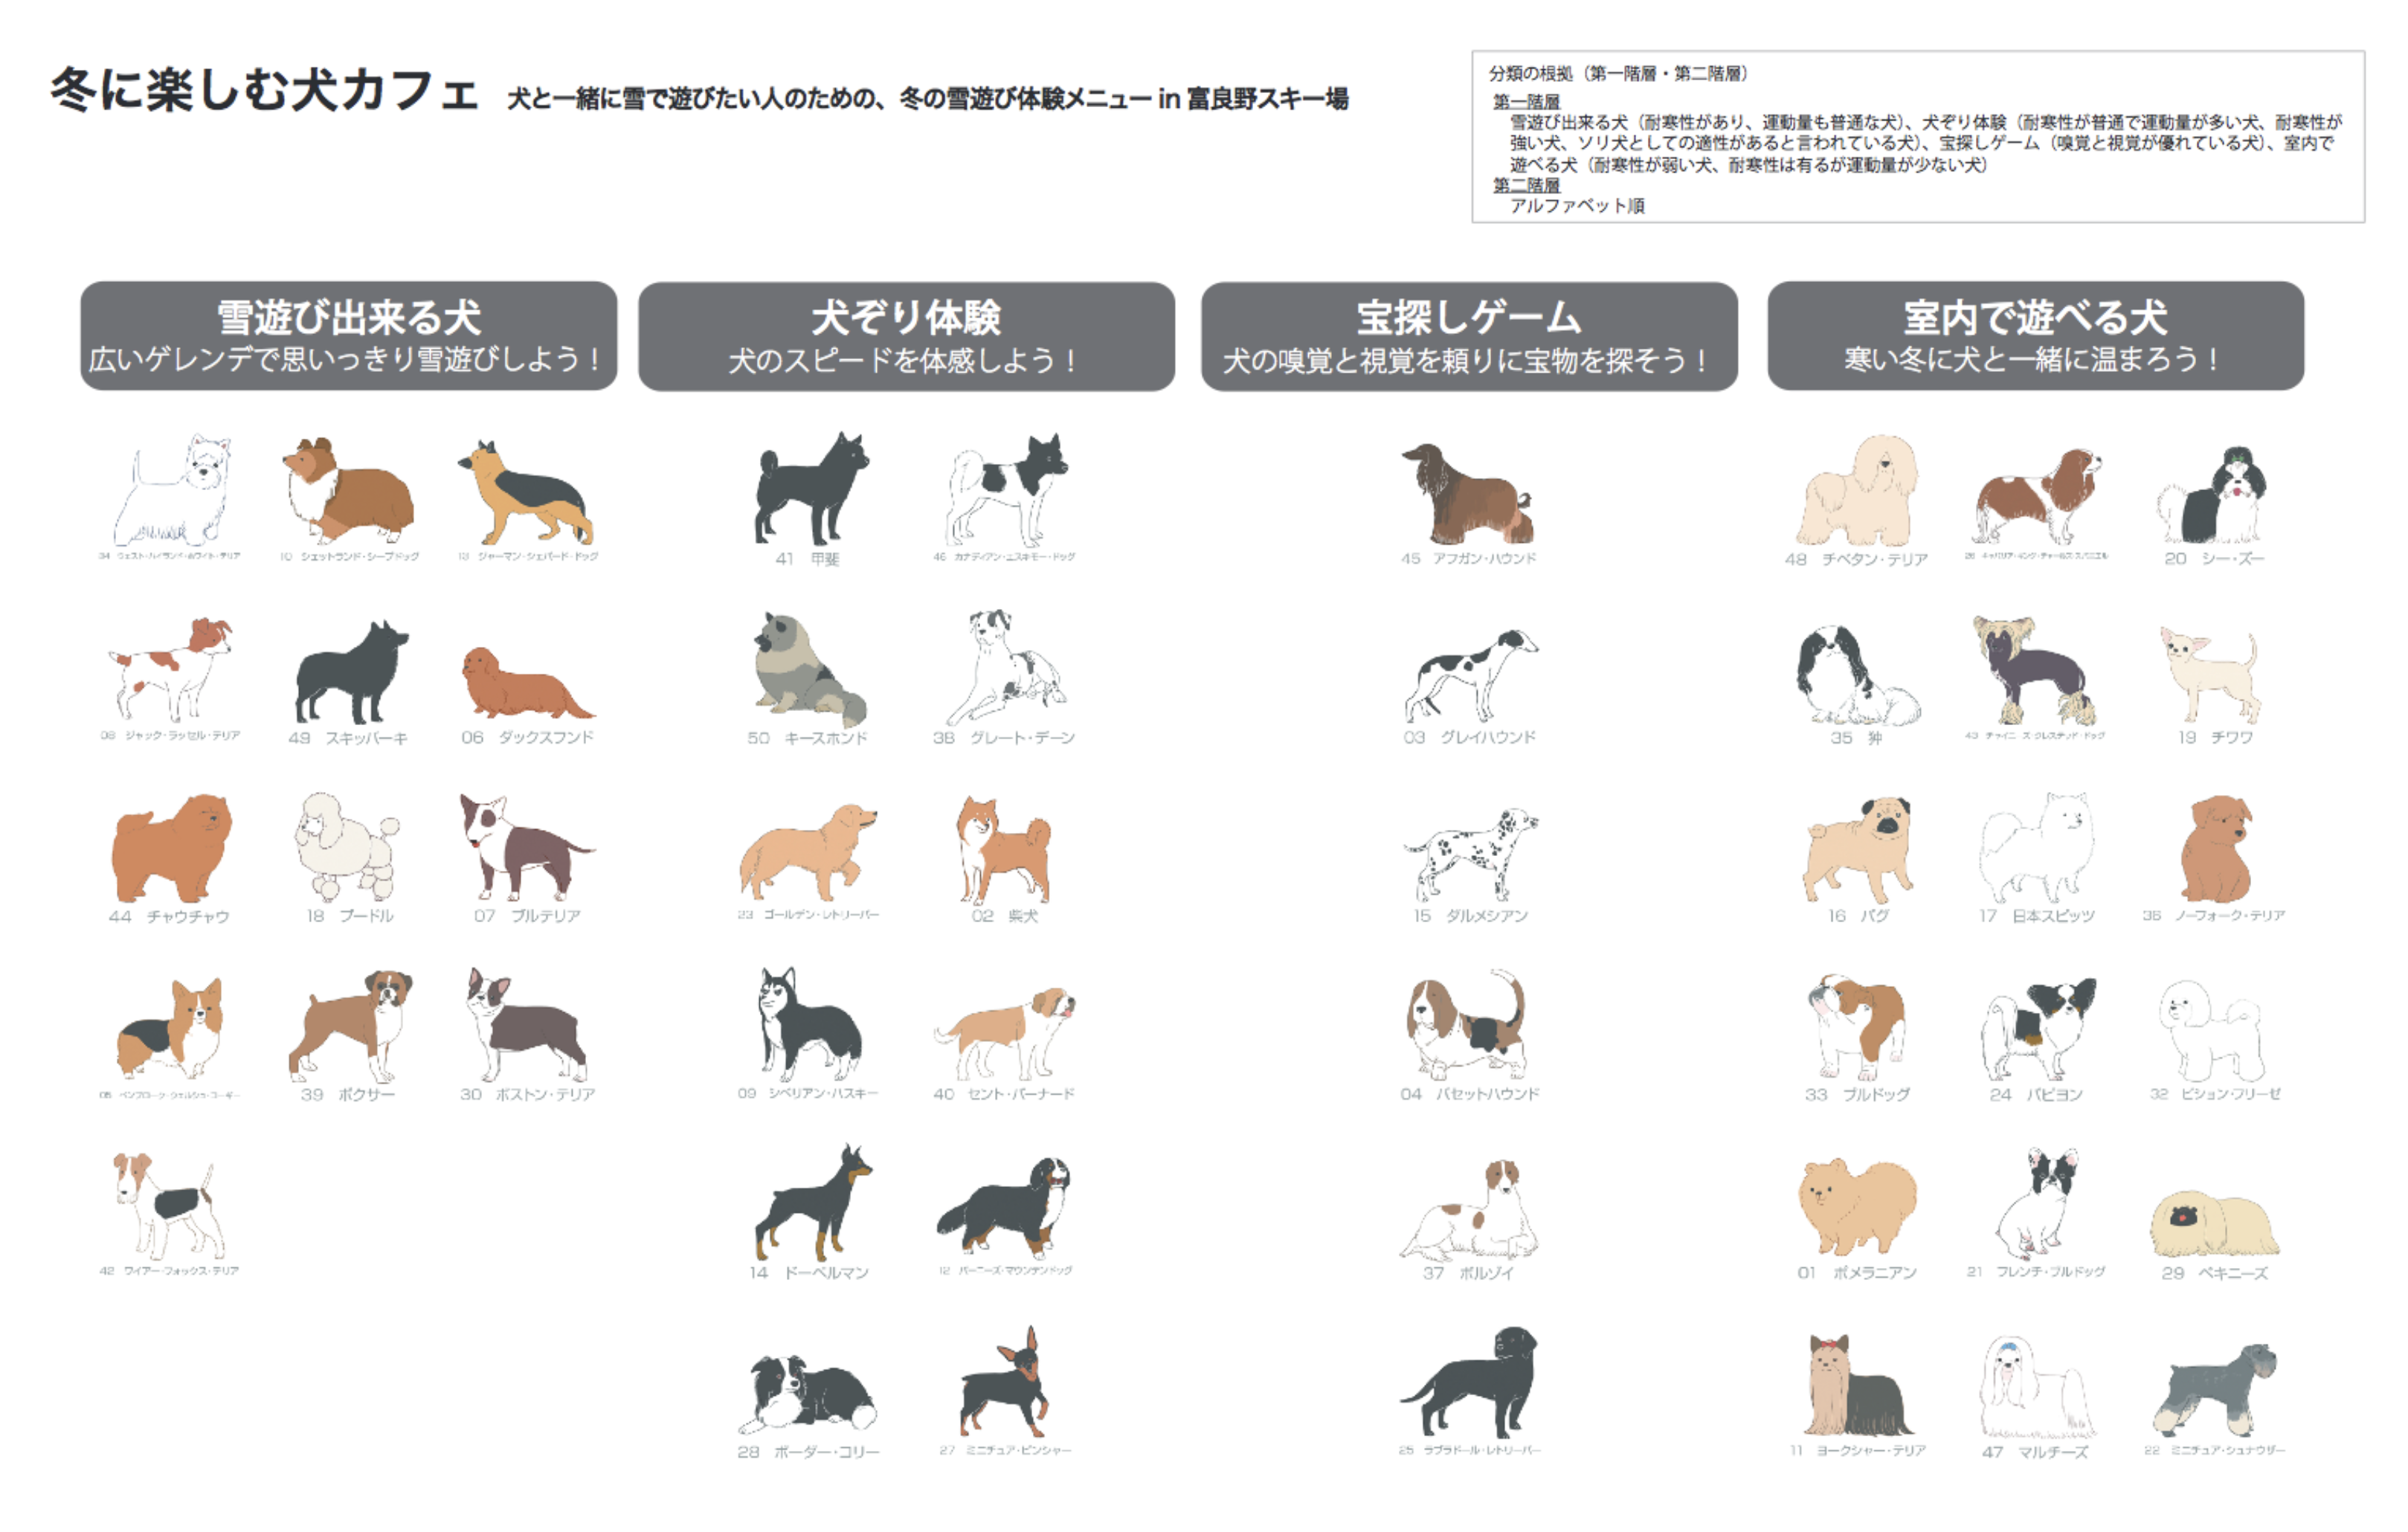 冬に楽しむ犬カフェ 犬と一緒に雪で遊びたい人のための、冬の雪遊び体験メニュー in 富良野スキー場
分類の根拠（第一階層・第二階層）
第一階層
雪遊び出来る犬（耐寒性があり、運動量も普通な犬）、犬ぞり体験（耐寒性が普通で運動量が多い犬、耐寒性が
強い犬、ソリ犬としての適性があると言われている犬）、宝探しゲーム（嗅覚と視覚が優れている犬）、室内で
遊べる犬（耐寒性が弱い犬、耐寒性は有るが運動量が少ない犬）
第二階層
アルファベット順
雪遊び出来る犬
広いゲレンデで思いっきり雪遊びしよう！
34 ウェスト・ハイランド・ホワイト・テリア
10 シェットランド・シープドッグ
13 ジャーマン・シェパード・ドッグ
08 ジャック・ラッセル・テリア
49 スキッパーキ
06 ダックスフンド
44 チャウチャウ
18 プードル
07 ブルテリア
05 ペンブローク・ウェルシュ・コーギー
39 ボクサー
30 ボストン・テリア
42 ワイアー・フォックス・テリア
犬ぞり体験
犬のスピードを体感しよう！
41 甲斐
46 カナディアン・エスキモー・ドッグ
50 キースホンド
38 グレート・デーン
23 ゴールデン・レトリーバー
02 柴犬
09 シベリアン・ハスキー
40 セント・バーナード
14 ドーベルマン
12 バーニーズ・マウンテンドッグ
28 ボーダー・コリー
27 ミニチュア・ピンシャー
宝探しゲーム
犬の嗅覚と視覚を頼りに宝物を探そう！
45 アフガン・ハウンド
03 グレイハウンド
15 ダルメシアン
04 バセットハウンド
37 ボルゾイ
25 ラブラドール・レトリーバー
室内で遊べる犬
寒い冬に犬と一緒に温まろう！
48 チベタン・テリア
26 キャバリア・キング・チャールズ・スパニエル
20 シー・ズー
35 狆
43 チャイニーズ・クレステッド・ドッグ
19 チワワ
16 パグ
17 日本スピッツ
36 ノーフォーク・テリア
33 ブルドッグ
24 パピヨン
32 ビション・フリーゼ
01 ポメラニアン
21 フレンチ・ブルドッグ
29 ペキニーズ
11 ヨークシャー・テリア
47 マルチーズ
22 ミニチュア・シュナウザー